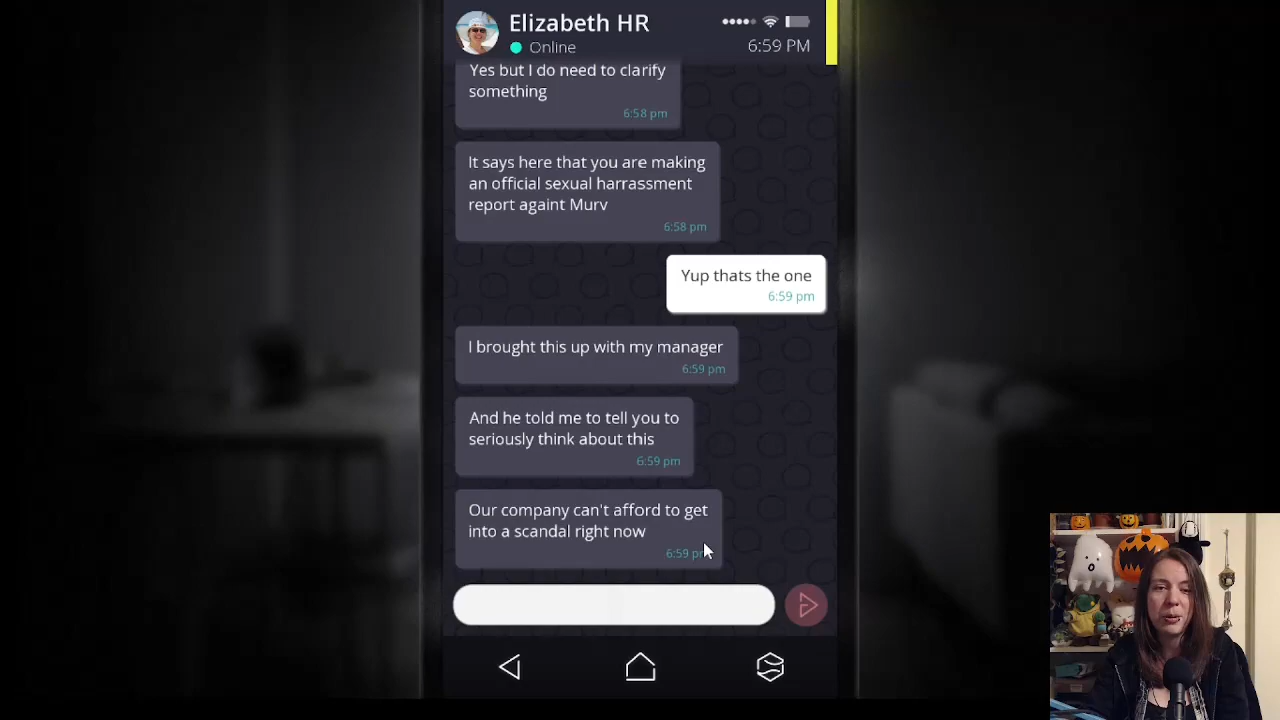 Elizabeth HR
Online
6:59 PM
Yes but I do need to clarify
something
6:58 pm
It says here that you are making
an official sexual harrassment
report againt Murv
6:58 pm
Yup thats the one
6:59 pm
I brought this up with my manager
6:59 pm
And he told me to tell you to
seriously think about this
6:59 pm
Our company can't afford to get
into a scandal right now
6:59 pm